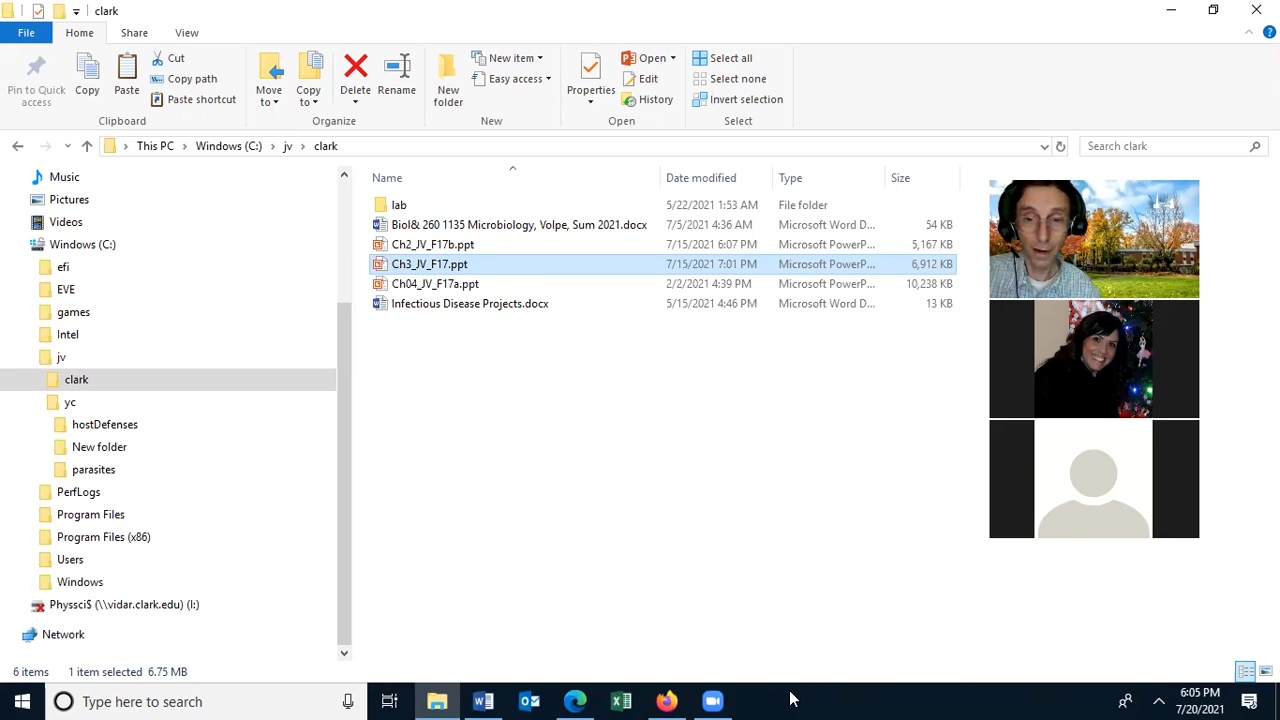 clark
File Home Share View
Pin to Quick access Copy Paste Cut Copy path Paste shortcut Move to Copy to Delete Rename New folder New item Easy access Properties Open Edit History Select all Select none Invert selection
Clipboard Organize New Open Select
This PC Windows (C:) jv clark Search clark
Name Date modified Type Size
lab 5/22/2021 1:53 AM File folder
Biol& 260 1135 Microbiology, Volpe, Sum 2021.docx 7/5/2021 4:36 AM Microsoft Word D... 54 KB
Ch2_JV_F17b.ppt 7/15/2021 6:07 PM Microsoft PowerP... 5,167 KB
Ch3_JV_F17.ppt 7/15/2021 7:01 PM Microsoft PowerP... 6,912 KB
Ch04_JV_F17a.ppt 2/2/2021 4:39 PM Microsoft PowerP... 10,238 KB
Infectious Disease Projects.docx 5/15/2021 4:46 PM Microsoft Word D... 13 KB
Music
Pictures
Videos
Windows (C:)
efi
EVE
games
Intel
jv
clark
yc
hostDefenses
New folder
parasites
PerfLogs
Program Files
Program Files (x86)
Users
Windows
Physsci$ (\\vidar.clark.edu) (I:)
Network
6 items 1 item selected 6.75 MB
Type here to search
6:05 PM
7/20/2021